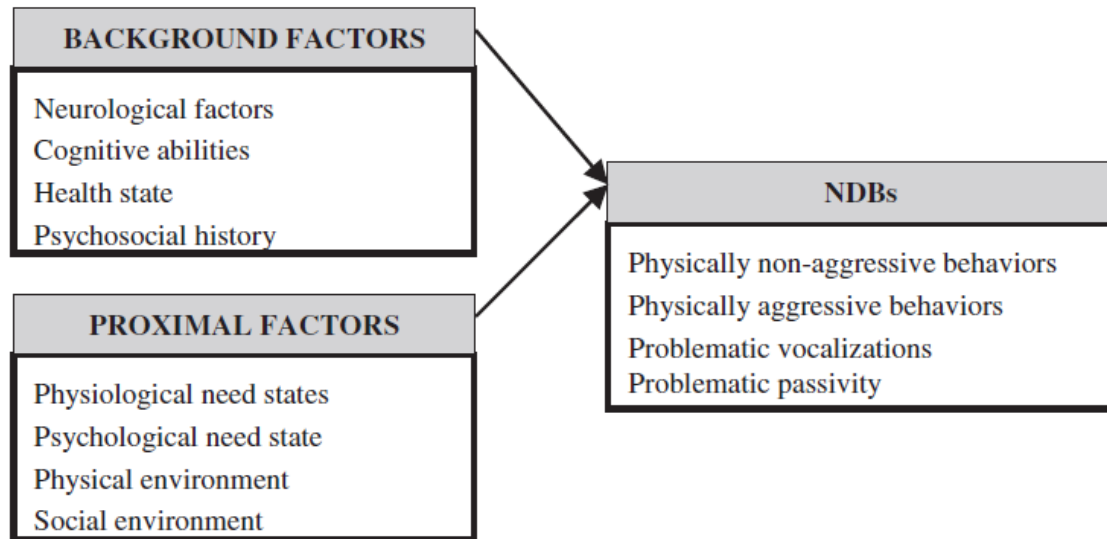 BACKGROUND FACTORS
Neurological factors
Cognitive abilities
Health state
Psychosocial history
PROXIMAL FACTORS
Physiological need states
Psychological need state
Physical environment
Social environment
NDBs
Physically non-aggressive behaviors
Physically aggressive behaviors
Problematic vocalizations
Problematic passivity